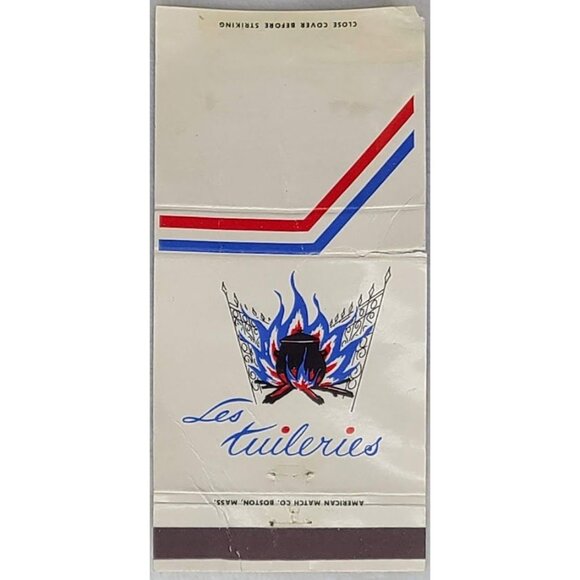 CLOSE COVER BEFORE STRIKING
Les
Tuileries
AMERICAN MATCH CO. BOSTON, MASS.